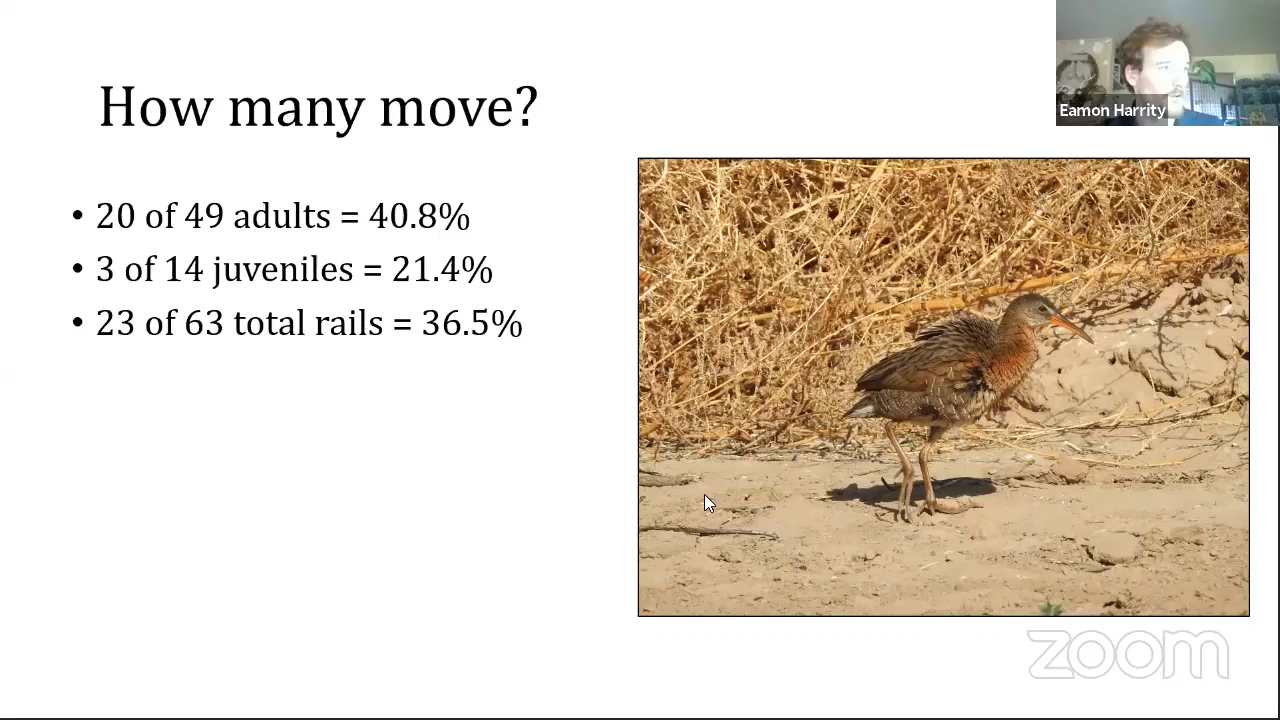 Eamon Harrity
How many move?
• 20 of 49 adults = 40.8%
• 3 of 14 juveniles = 21.4%
• 23 of 63 total rails = 36.5%
zoom